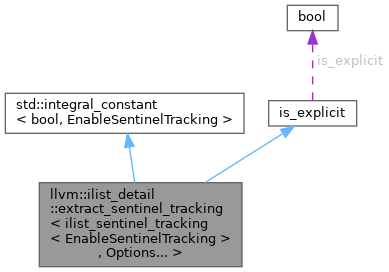 bool
is_explicit
std::integral_constant
< bool, EnableSentinelTracking >
is_explicit
llvm::ilist_detail
::extract_sentinel_tracking
< ilist_sentinel_tracking
< EnableSentinelTracking >
, Options... >